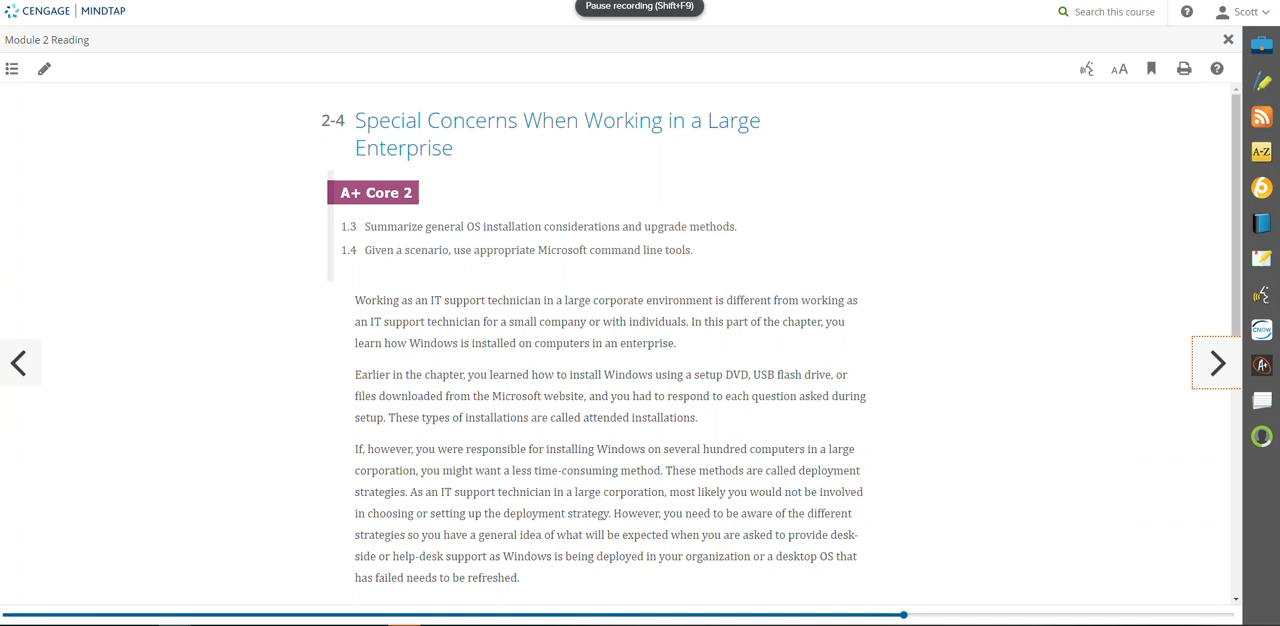 Pause recording (Shift+F9)
CENGAGE | MINDTAP
Search this course
Scott
Module 2 Reading
AA
2-4 Special Concerns When Working in a Large
Enterprise
A+ Core 2
1.3 Summarize general OS installation considerations and upgrade methods.
1.4 Given a scenario, use appropriate Microsoft command line tools.
Working as an IT support technician in a large corporate environment is different from working as
an IT support technician for a small company or with individuals. In this part of the chapter, you
learn how Windows is installed on computers in an enterprise.
Earlier in the chapter, you learned how to install Windows using a setup DVD, USB flash drive, or
files downloaded from the Microsoft website, and you had to respond to each question asked during
setup. These types of installations are called attended installations.
If, however, you were responsible for installing Windows on several hundred computers in a large
corporation, you might want a less time-consuming method. These methods are called deployment
strategies. As an IT support technician in a large corporation, most likely you would not be involved
in choosing or setting up the deployment strategy. However, you need to be aware of the different
strategies so you have a general idea of what will be expected when you are asked to provide desk-
side or help-desk support as Windows is being deployed in your organization or a desktop OS that
has failed needs to be refreshed.
A-Z
CNOW
A+